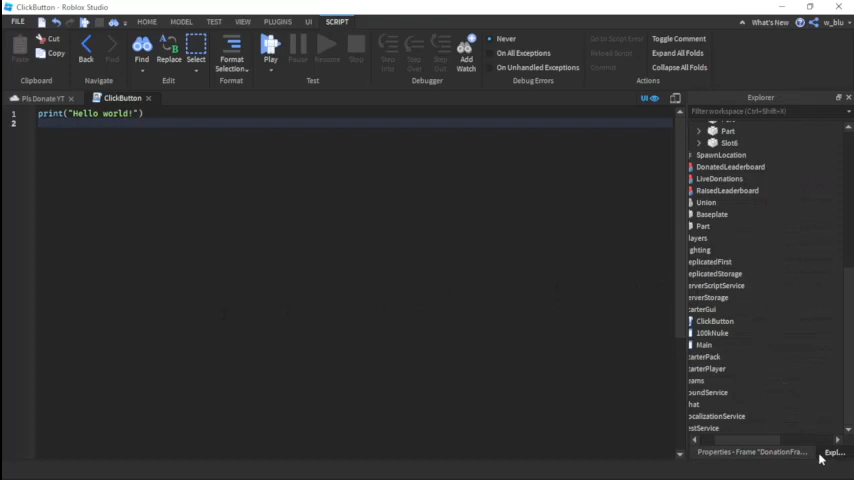 ClickButton - Roblox Studio
FILE HOME MODEL TEST VIEW PLUGINS UI SCRIPT What's New w_blu
Paste Cut Copy Back Fwd Find Replace Select Format Selection Play Pause Resume Stop Step Into Step Over Step Out Add Watch
Never
On All Exceptions
On Unhandled Exceptions
Go to Script Error
Reload Script
Commit
Toggle Comment
Expand All Folds
Collapse All Folds
Clipboard Navigate Edit Format Test Debugger Debug Errors Actions
Pls Donate YT ClickButton UI Explorer
1 print("Hello world!")
2
Filter workspace (Ctrl+Shift+X)
Part
Slot6
SpawnLocation
DonatedLeaderboard
LiveDonations
RaisedLeaderboard
Union
Baseplate
Part
layers
ighting
eplicatedFirst
eplicatedStorage
erverScriptService
erverStorage
tarterGui
ClickButton
100kNuke
Main
tarterPack
tarterPlayer
eams
oundService
hat
ocalizationService
estService
Properties - Frame "DonationFra... Expl...